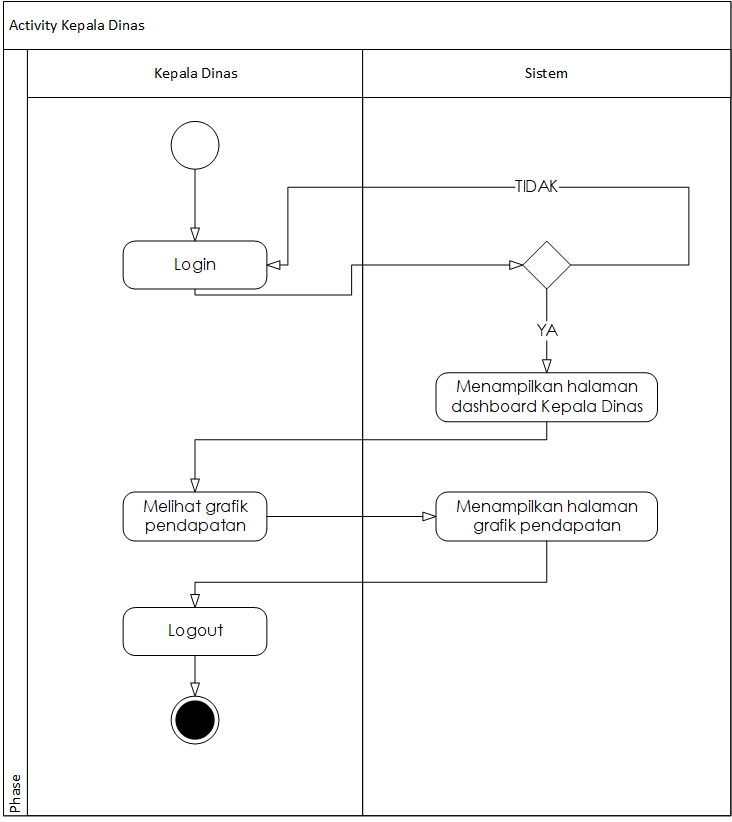 Activity Kepala Dinas
Kepala Dinas
Sistem
TIDAK
Login
YA
Menampilkan halaman
dashboard Kepala Dinas
Melihat grafik
pendapatan
Menampilkan halaman
grafik pendapatan
Logout
Phase